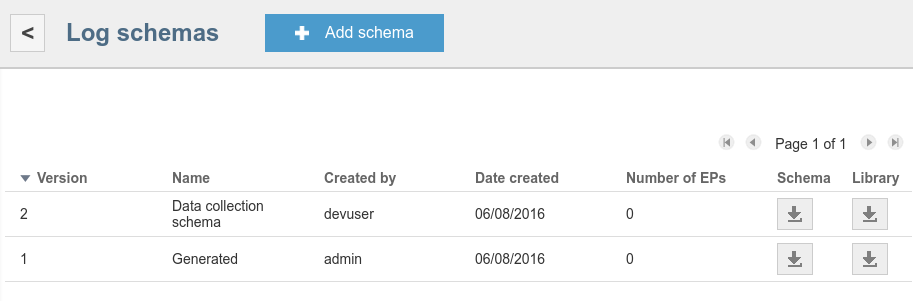 < Log schemas Add schema
Page 1 of 1
Version Name Created by Date created Number of EPs Schema Library
2 Data collection schema devuser 06/08/2016 0
1 Generated admin 06/08/2016 0